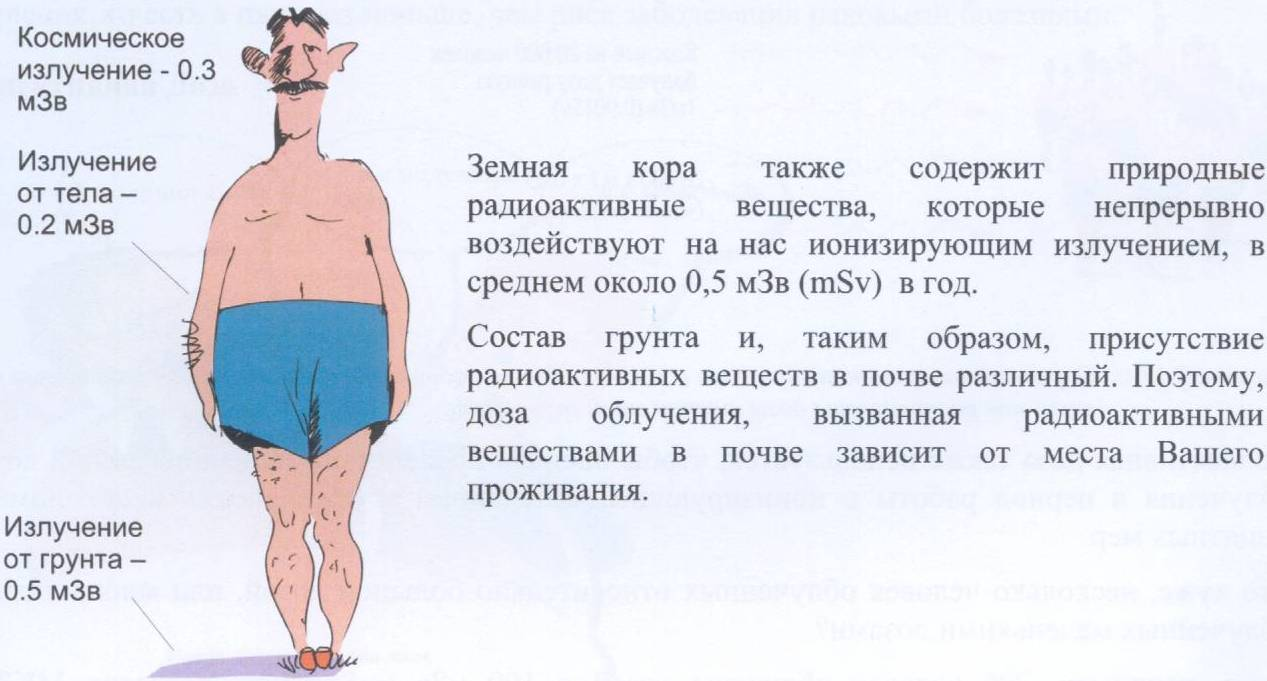 Космическое
излучение - 0.3
мЗв
Излучение
от тела –
0.2 мЗв
Излучение
от грунта –
0.5 мЗв
Земная кора также содержит природные
радиоактивные вещества, которые непрерывно
воздействуют на нас ионизирующим излучением, в
среднем около 0,5 мЗв (mSv) в год.
Состав грунта и, таким образом, присутствие
радиоактивных веществ в почве различный. Поэтому,
доза облучения, вызванная радиоактивными
веществами в почве зависит от места Вашего
проживания.